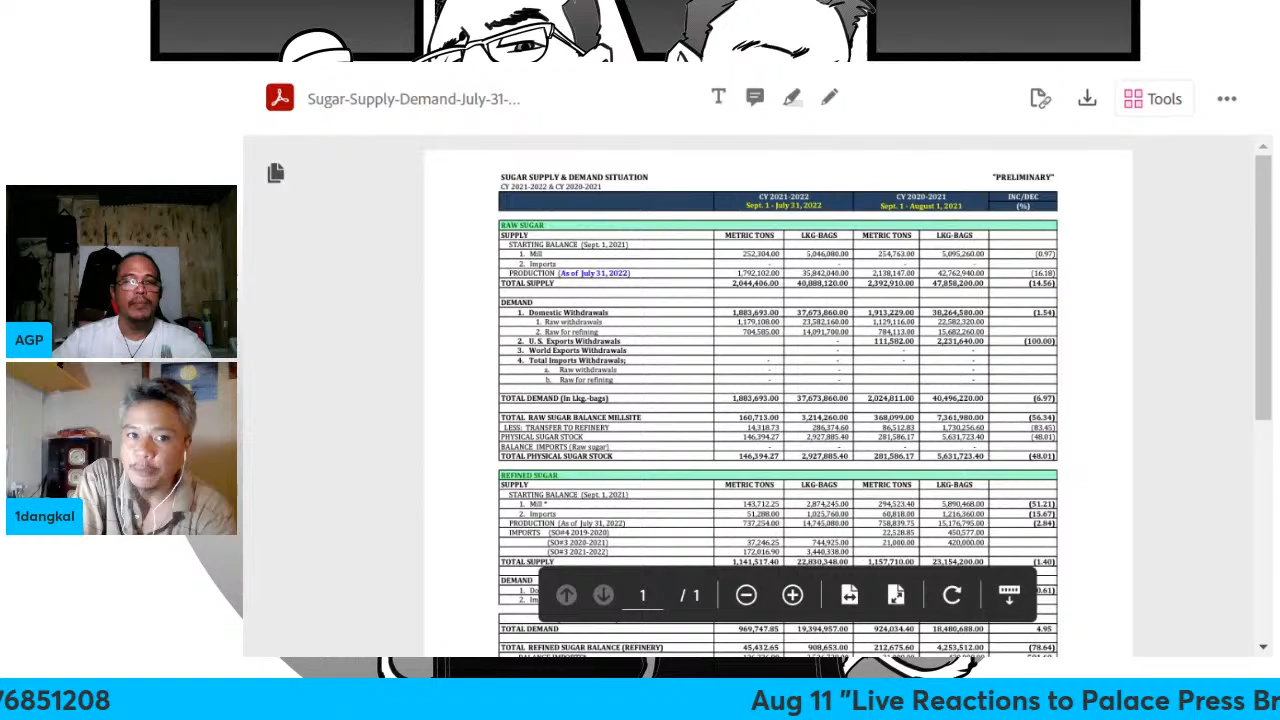 Sugar-Supply-Demand-July-31-...
Tools
SUGAR SUPPLY & DEMAND SITUATION "PRELIMINARY"
CY 2021-2022 & CY 2020-2021
CY 2021-2022 CY 2020-2021 INC/DEC
Sept. 1 - July 31, 2022 Sept. 1 - August 1, 2021 (%)
RAW SUGAR
SUPPLY METRIC TONS LKG-BAGS METRIC TONS LKG-BAGS
STARTING BALANCE (Sept. 1, 2021)
1. Mill 252,304.00 5,046,080.00 254,763.00 5,095,260.00 (0.97)
2. Imports - - - -
PRODUCTION (As of July 31, 2022) 1,792,102.00 35,842,040.00 2,138,147.00 42,762,940.00 (16.18)
TOTAL SUPPLY 2,044,406.00 40,888,120.00 2,392,910.00 47,858,200.00 (14.56)
DEMAND
1. Domestic Withdrawals 1,883,693.00 37,673,860.00 1,913,229.00 38,264,580.00 (1.54)
1. Raw withdrawals 1,179,108.00 23,582,160.00 1,129,116.00 22,582,320.00
2. Raw for refining 704,585.00 14,091,700.00 784,113.00 15,682,260.00
2. U.S. Exports Withdrawals - 111,582.00 2,231,640.00 (100.00)
3. World Exports Withdrawals - - -
4. Total Imports Withdrawals; - - - -
a. Raw withdrawals - - -
b. Raw for refining - - -
TOTAL DEMAND (In Lkg.-bags) 1,883,693.00 37,673,860.00 2,024,811.00 40,496,220.00 (6.97)
TOTAL RAW SUGAR BALANCE MILLSITE 160,713.00 3,214,260.00 368,099.00 7,361,980.00 (56.34)
LESS: TRANSFER TO REFINERY 14,318.73 286,374.60 86,512.83 1,730,256.60 (83.45)
PHYSICAL SUGAR STOCK 146,394.27 2,927,885.40 281,586.17 5,631,723.40 (48.01)
BALANCE IMPORTS (Raw sugar)
TOTAL PHYSICAL SUGAR STOCK 146,394.27 2,927,885.40 281,586.17 5,631,723.40 (48.01)
REFINED SUGAR
SUPPLY METRIC TONS LKG-BAGS METRIC TONS LKG-BAGS
STARTING BALANCE (Sept. 1, 2021)
1. Mill * 143,712.25 2,874,245.00 294,523.40 5,890,468.00 (51.21)
2. Imports 51,288.00 1,025,760.00 60,818.00 1,216,360.00 (15.67)
PRODUCTION (As of July 31, 2022) 737,254.00 14,745,080.00 758,839.75 15,176,795.00 (2.84)
IMPORTS (SO#4 2019-2020) 22,528.85 450,577.00
(SO#3 2020-2021) 37,246.25 744,925.00 21,000.00 420,000.00
(SO#3 2021-2022) 172,016.90 3,440,338.00
TOTAL SUPPLY 1,141,517.40 22,830,348.00 1,157,710.00 23,154,200.00 (1.40)
DEMAND
1. Do
2. Im
1 / 1
TOTAL DEMAND 969,747.85 19,394,957.00 924,034.40 18,480,688.00 4.95
TOTAL REFINED SUGAR BALANCE (REFINERY) 45,432.65 908,653.00 212,675.60 4,253,512.00 (78.64)
AGP
1dangkal
76851208 Aug 11 "Live Reactions to Palace Press Br